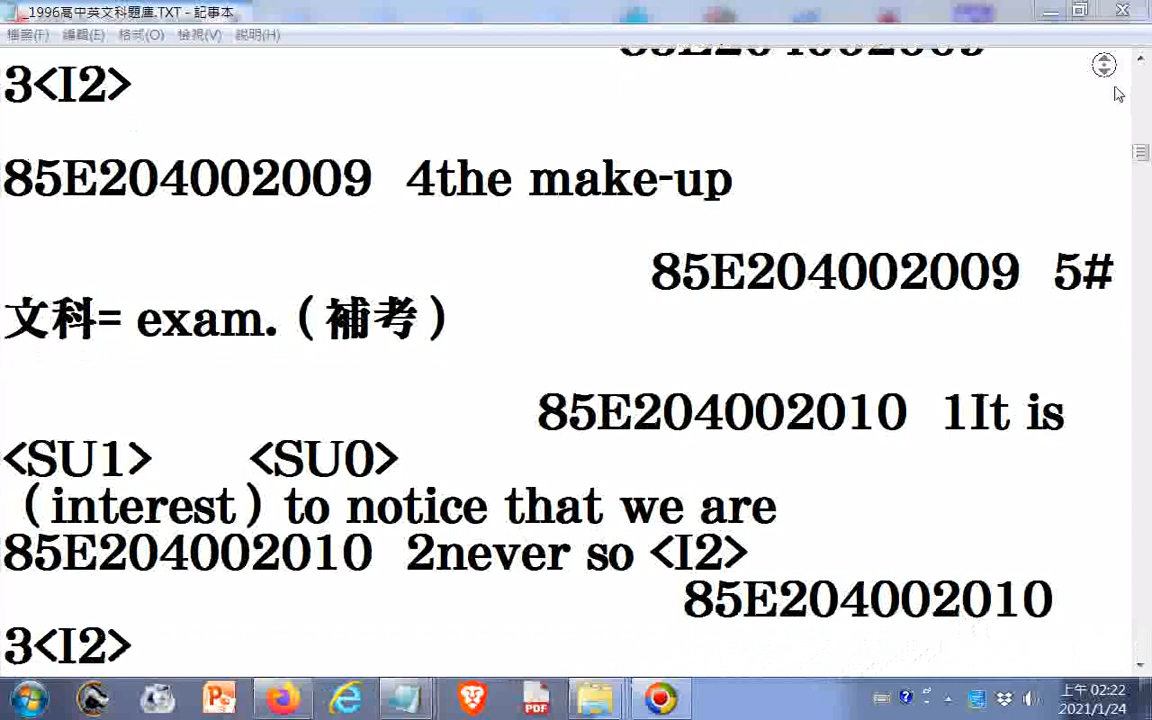 _1996高中英文科題庫.TXT - 記事本
檔案(F) 編輯(E) 格式(O) 檢視(V) 說明(H)
85E204002009
3<I2>
85E204002009 4the make-up
85E204002009 5#
文科= exam.（補考）
85E204002010 1It is
<SU1> <SU0>
（interest）to notice that we are
85E204002010 2never so <I2>
85E204002010
3<I2>
PDF
上午 02:22
2021/1/24